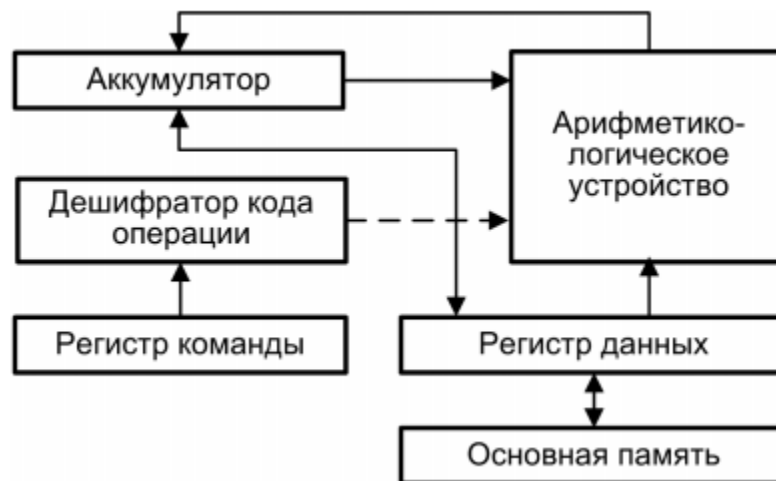 Аккумулятор
Арифметико-
логическое
устройство
Дешифратор кода
операции
Регистр команды
Регистр данных
Основная память